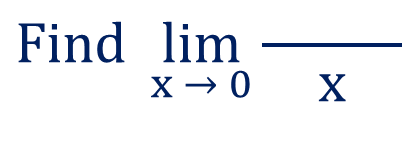 Find lim x → 0 ―― x